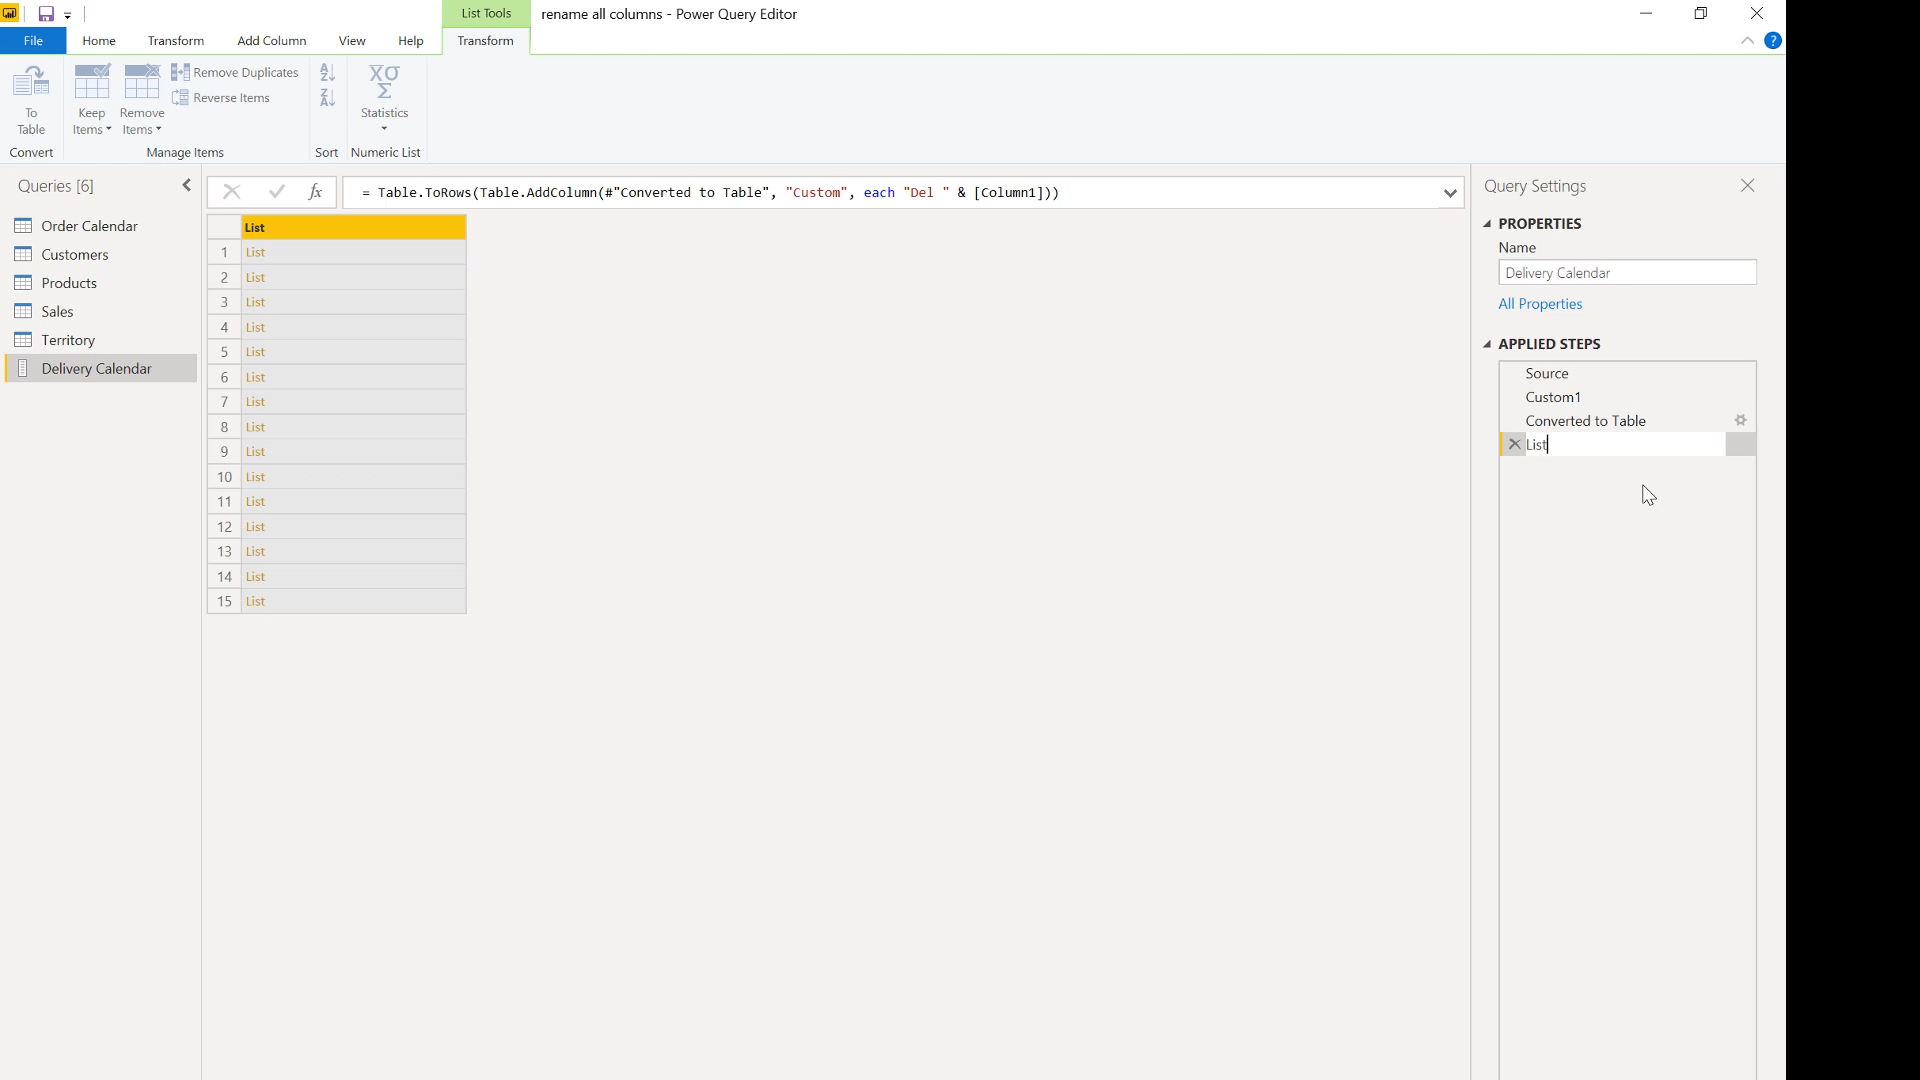 List Tools
rename all columns - Power Query Editor
File
Home
Transform
Add Column
View
Help
Transform
?
To
Table
Keep
Items
Remove
Items
Remove Duplicates
Reverse Items
A
Z
Z
A
XσΣ
Statistics
Convert
Manage Items
Sort
Numeric List
Queries [6]
Order Calendar
Customers
Products
Sales
Territory
Delivery Calendar
fx
= Table.ToRows(Table.AddColumn(#"Converted to Table", "Custom", each "Del " & [Column1]))
List
1 List
2 List
3 List
4 List
5 List
6 List
7 List
8 List
9 List
10 List
11 List
12 List
13 List
14 List
15 List
Query Settings
PROPERTIES
Name
Delivery Calendar
All Properties
APPLIED STEPS
Source
Custom1
Converted to Table
List